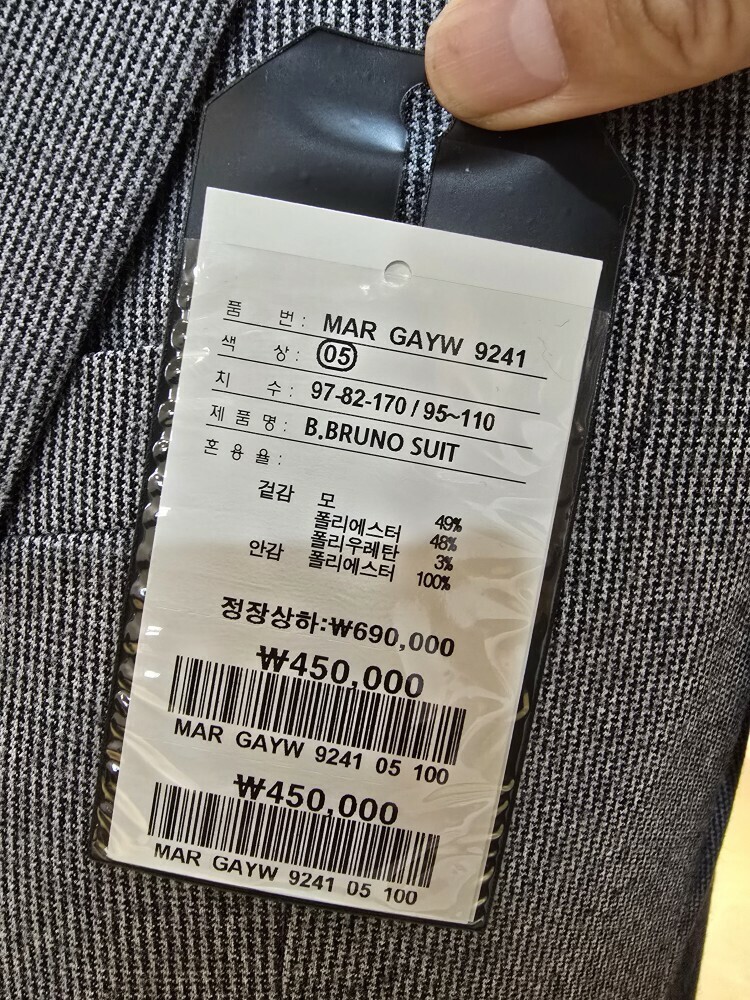 품 번 : MAR GAYW 9241
색 상 : 05
치 수 : 97-82-170 / 95~110
제 품 명 : B.BRUNO SUIT
혼 용 율 :
겉감 모 49%
폴리에스터 48%
폴리우레탄 3%
안감 폴리에스터 100%
정장상하:₩690,000
₩450,000
MAR GAYW 9241 05 100
₩450,000
MAR GAYW 9241 05 100